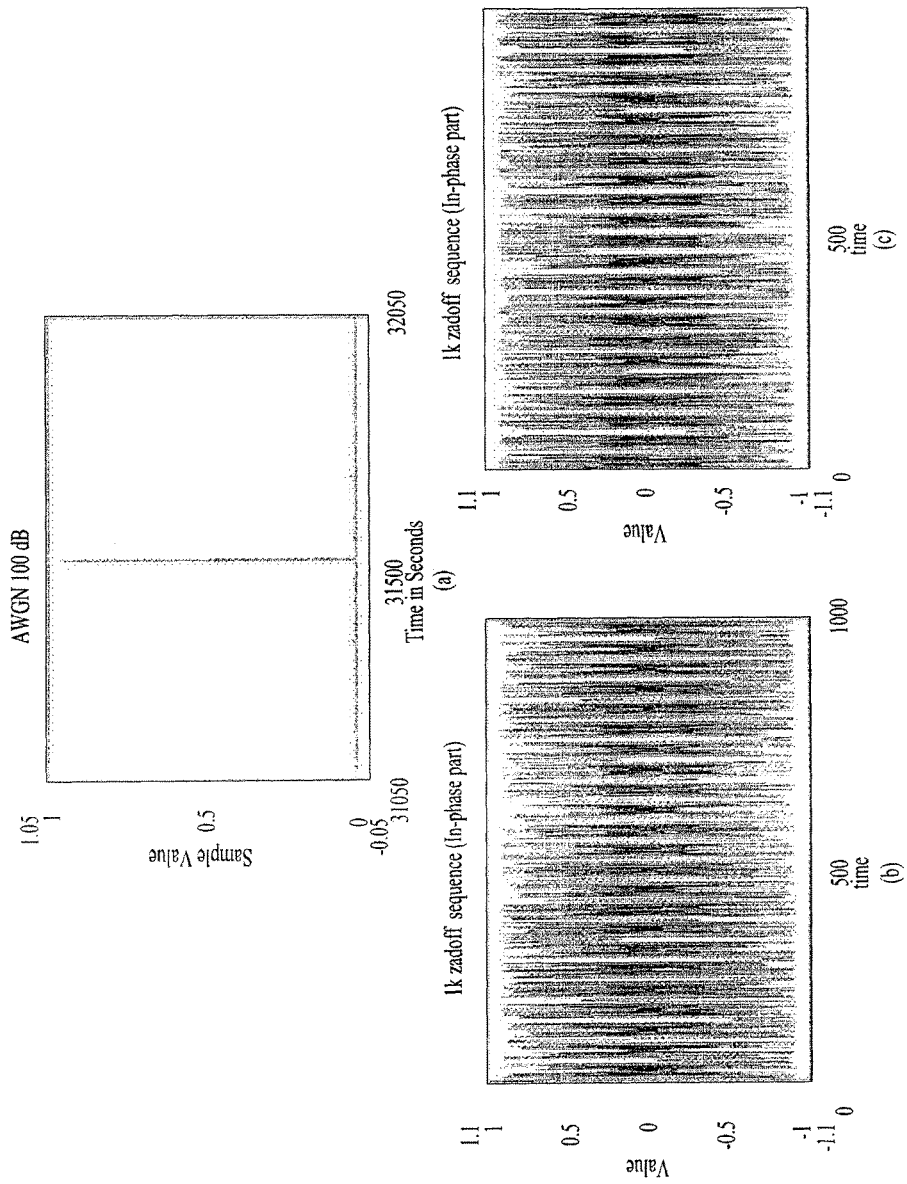 AWGN 100 dB
1.05
1
0.5
0
-0.05
Sample Value
31050
31500
32050
Time in Seconds
(a)
1k zadoff sequence (In-phase part)
1.1
1
0.5
0
-0.5
-1
-1.1
Value
0
500
1000
time
(b)
1k zadoff sequence (In-phase part)
1.1
1
0.5
0
-0.5
-1
-1.1
Value
0
500
time
(c)